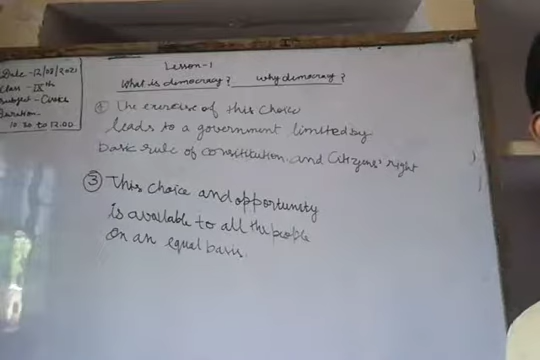 Date - 12/08/2021
Class - IXth
Subject - Civics
Duration -
10.30 to 12.00
Lesson - 1
What is democracy? why democracy?
The exercise of this choice
leads to a government limited by
basic rule of constitution and Citizens' right
③ This choice and opportunity
is available to all the people
on an equal basis.